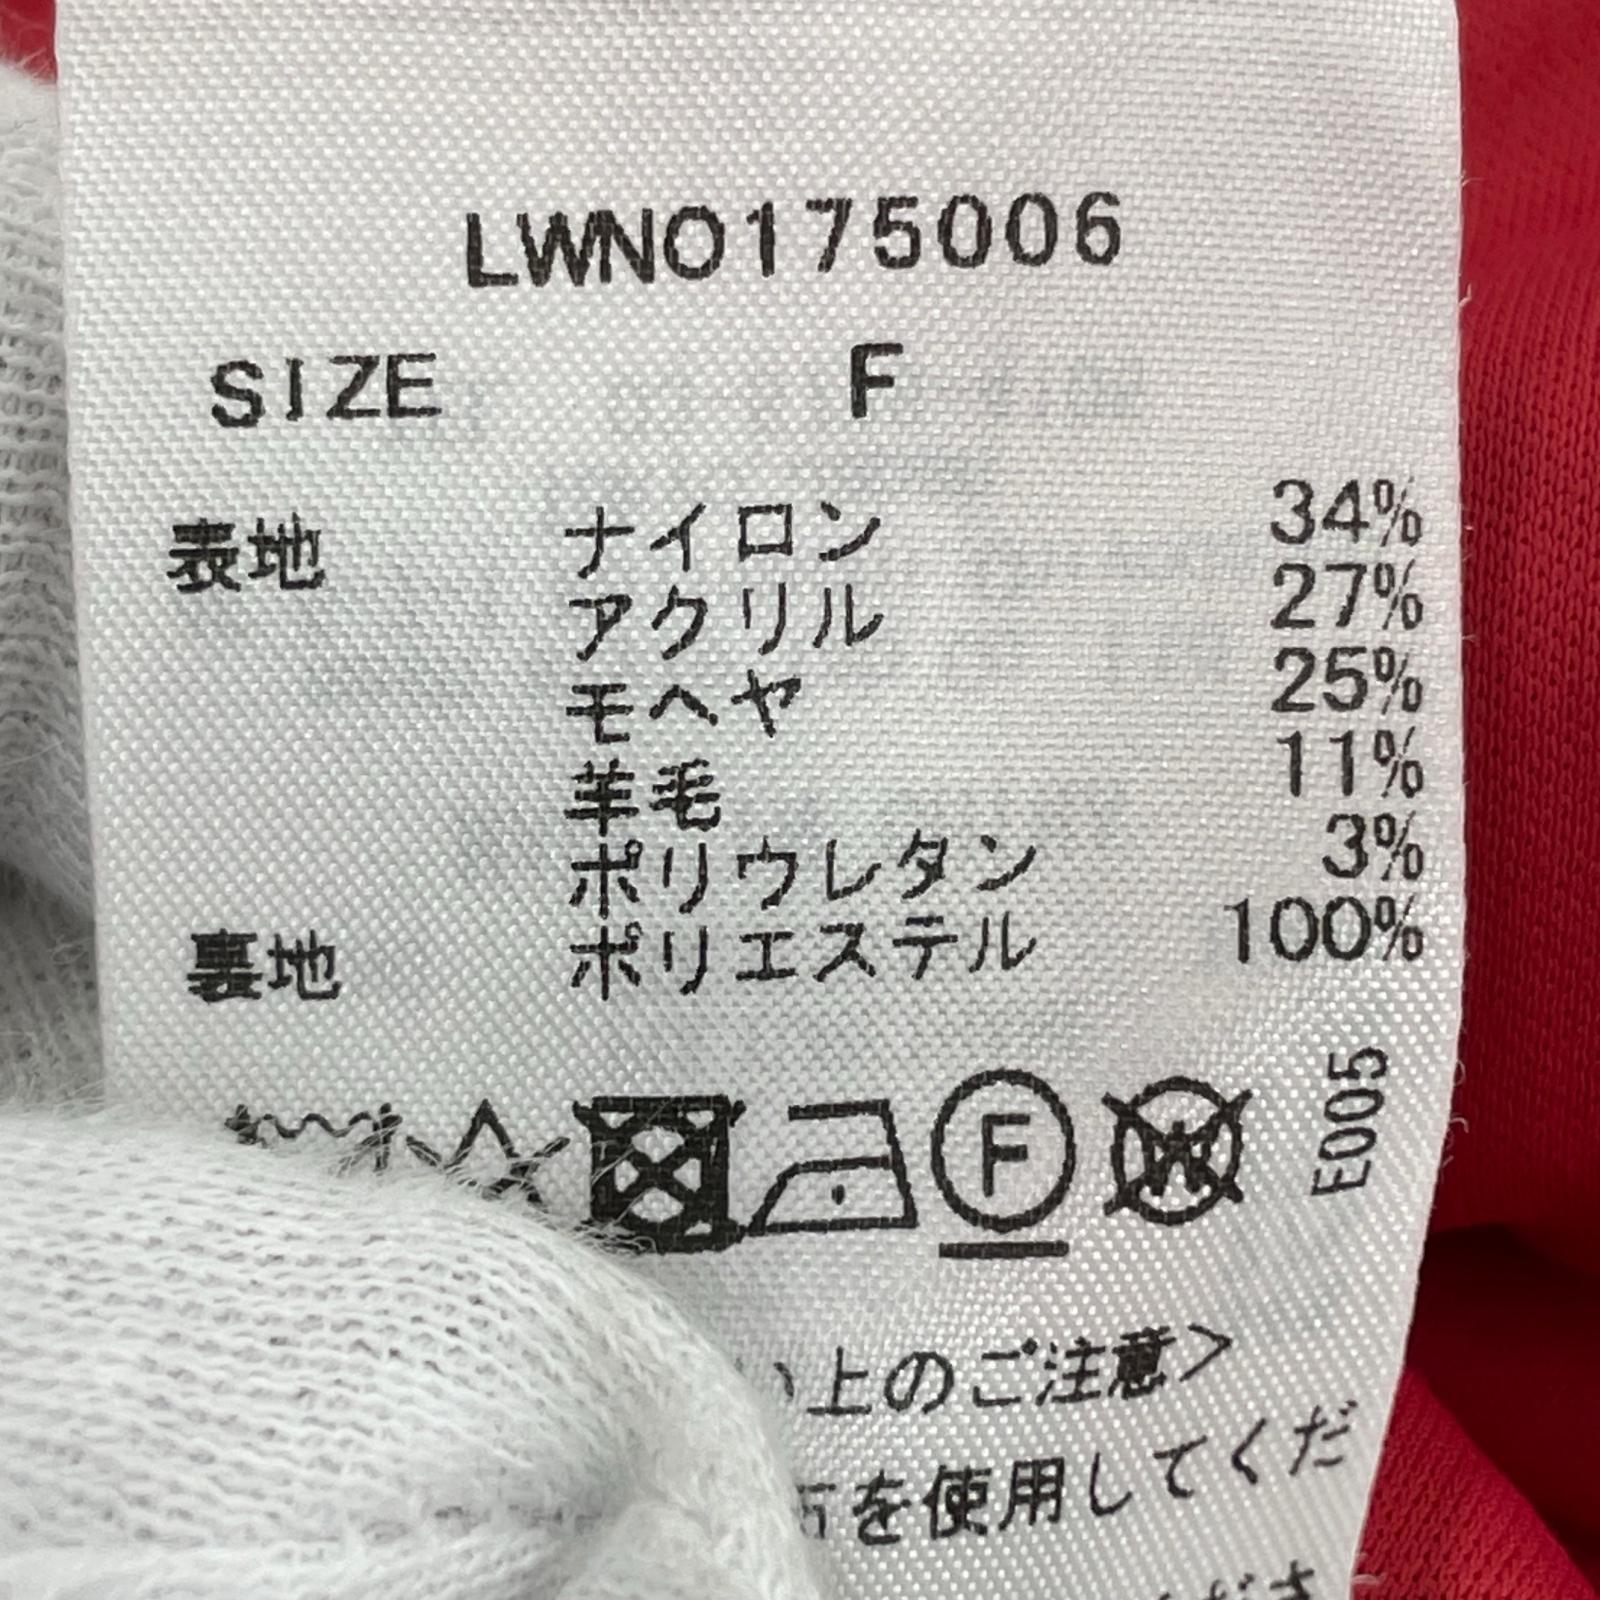 LWNO175006
SIZE F
表地 ナイロン 34%
アクリル 27%
モヘヤ 25%
羊毛 11%
ポリウレタン 3%
裏地 ポリエステル 100%
F W
E005
上のご注意>
を使用してくだ
ださ